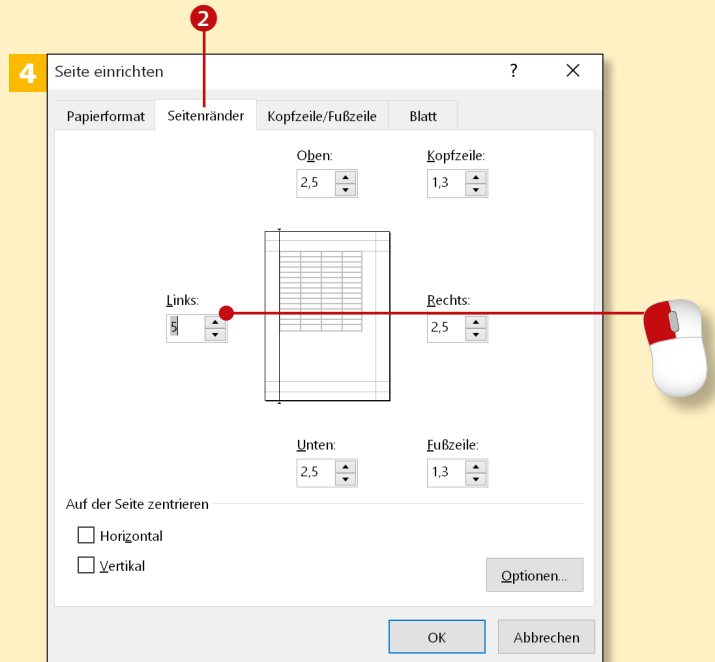 2
4
Seite einrichten ?
Papierformat Seitenränder Kopfzeile/Fußzeile Blatt
Oben: Kopfzeile:
2,5 1,3
Links: Rechts:
5 2,5
Unten: Fußzeile:
2,5 1,3
Auf der Seite zentrieren
Horizontal
Vertikal
Optionen...
OK Abbrechen